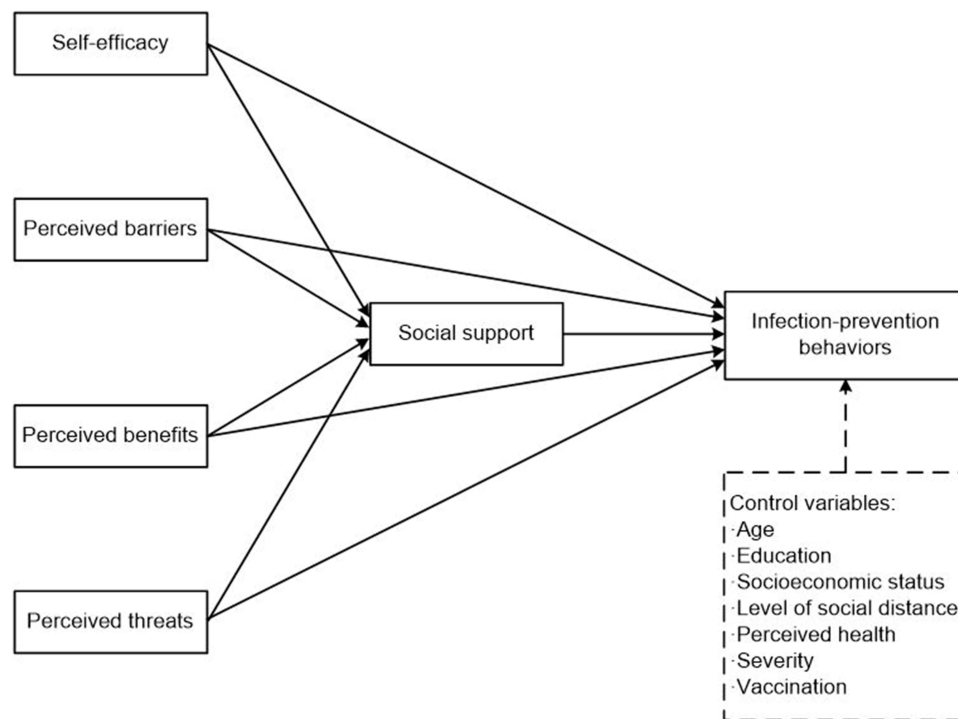 Self-efficacy
Perceived barriers
Social support
Infection-prevention
behaviors
Perceived benefits
Perceived threats
Control variables:
·Age
·Education
·Socioeconomic status
·Level of social distance
·Perceived health
·Severity
·Vaccination